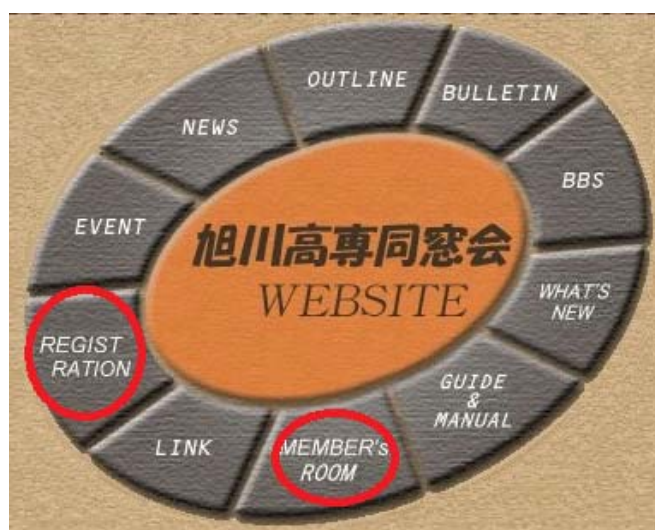 OUTLINE
BULLETIN
NEWS
BBS
EVENT
旭川高専同窓会
WEBSITE
WHAT'S
NEW
REGIST
RATION
GUIDE
&
MANUAL
LINK
MEMBER's
ROOM